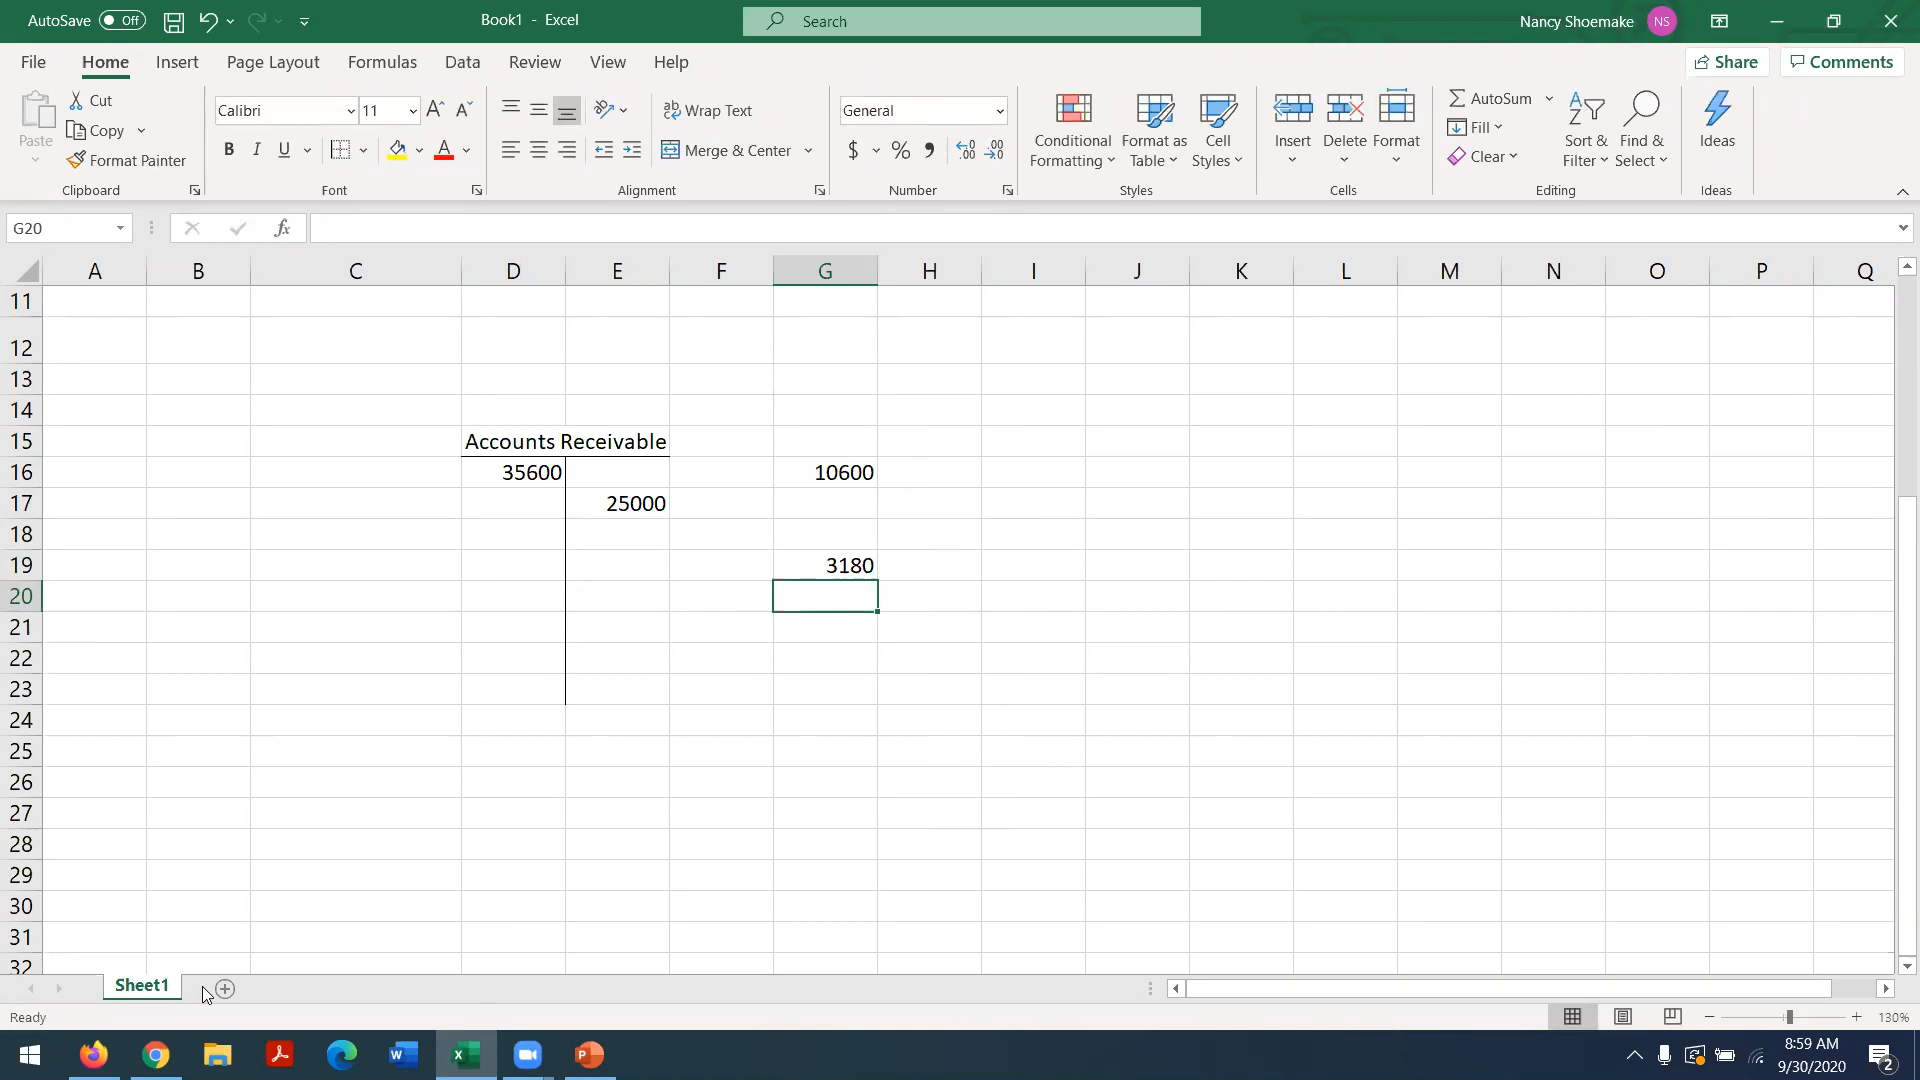 AutoSave Off Book1 - Excel Search Nancy Shoemake NS
File Home Insert Page Layout Formulas Data Review View Help Share Comments
Paste Cut Copy Format Painter Clipboard
Calibri 11 B I U A Font
Wrap Text Merge & Center Alignment
General $ % Number
Conditional Formatting Format as Table Cell Styles Styles
Insert Delete Format Cells
AutoSum Fill Clear Sort & Filter Find & Select Editing
Ideas Ideas
G20 fx
A B C D E F G H I J K L M N O P Q
11
12
13
14
15 Accounts Receivable
16 35600 10600
17 25000
18
19 3180
20
21
22
23
24
25
26
27
28
29
30
31
32
Sheet1
Ready 130%
8:59 AM
9/30/2020 2